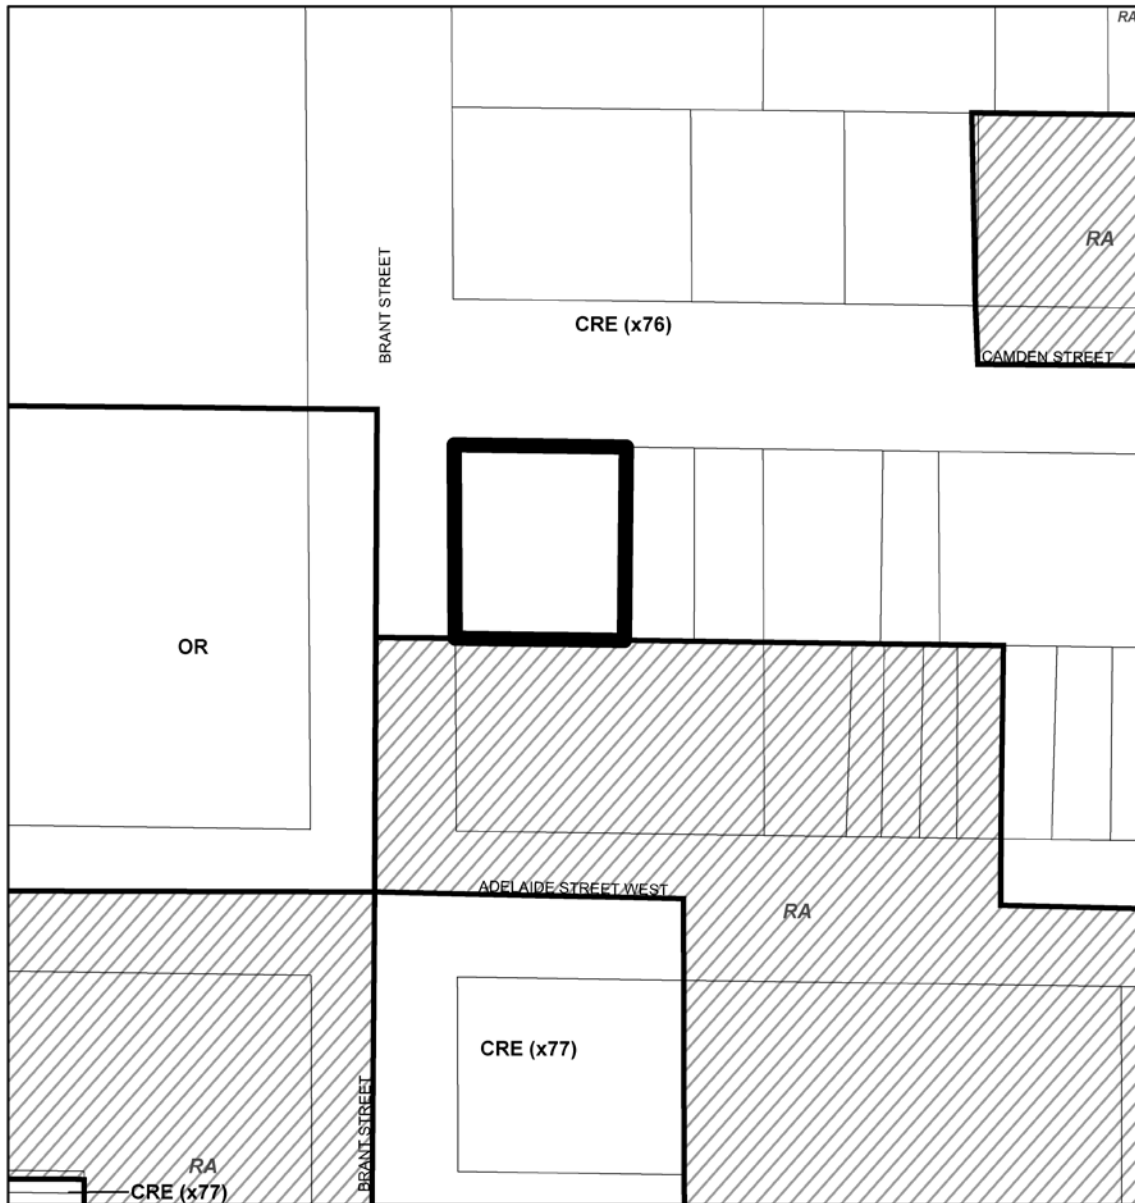 RA
RA
BRANT STREET
CRE (x76)
CAMDEN STREET
OR
ADELAIDE STREET WEST
RA
CRE (x77)
BRANT STREET
RA
CRE (x77)